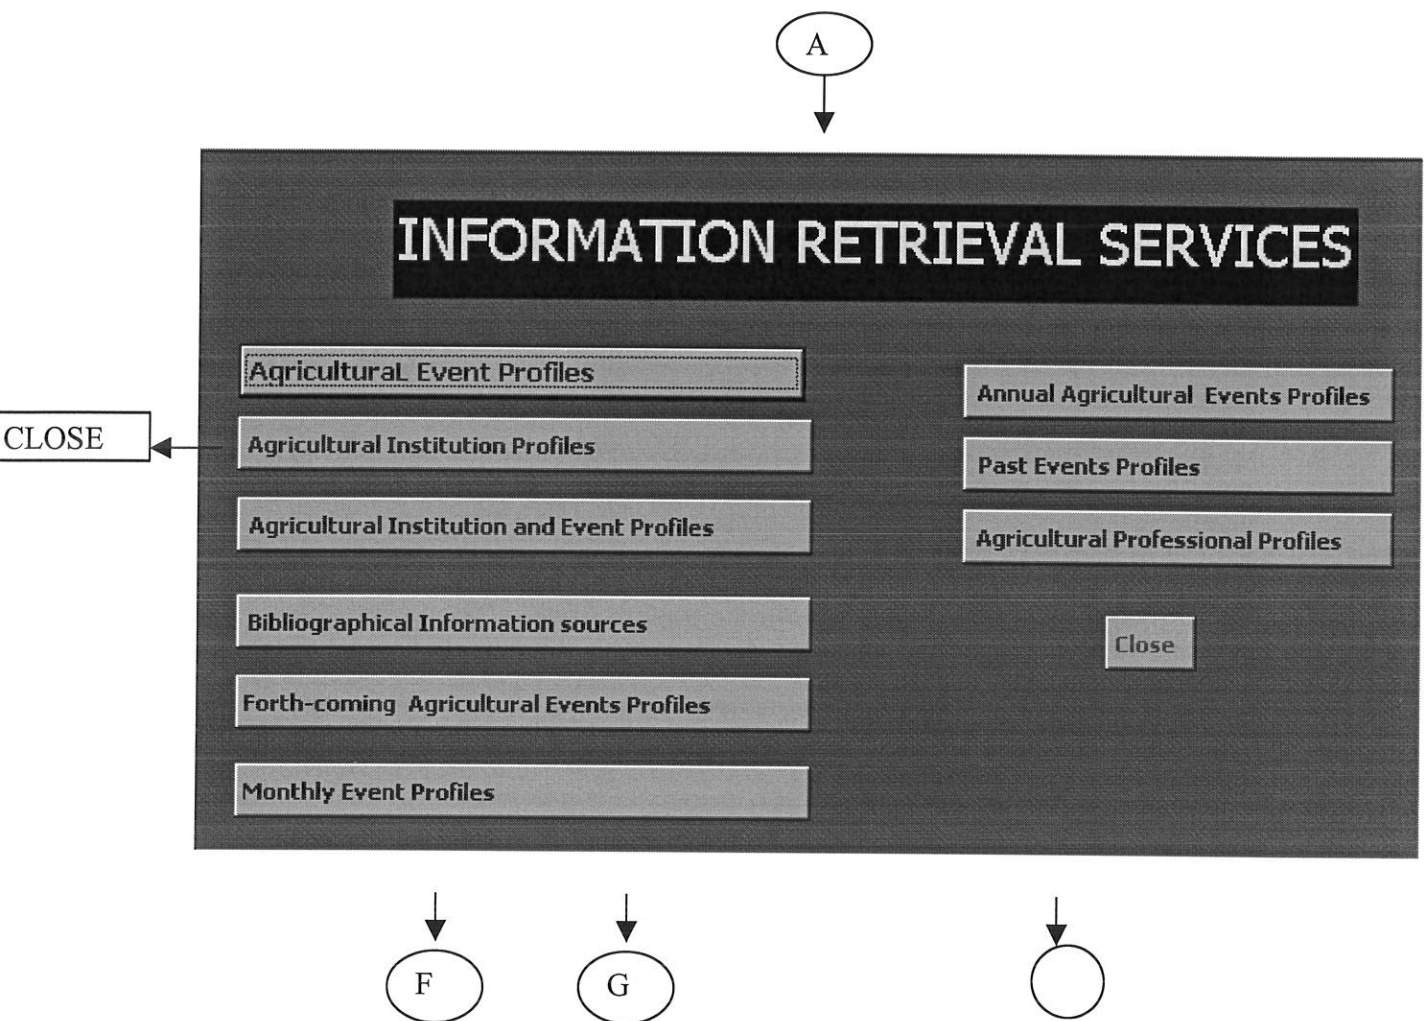 A
INFORMATION RETRIEVAL SERVICES
AgriculturaL Event Profiles
Annual Agricultural Events Profiles
CLOSE
Agricultural Institution Profiles
Past Events Profiles
Agricultural Institution and Event Profiles
Agricultural Professional Profiles
Bibliographical Information sources
Close
Forth-coming Agricultural Events Profiles
Monthly Event Profiles
F
G